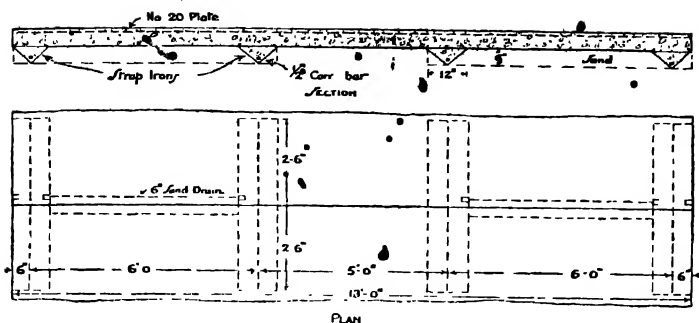 No 20 Plate
Strap Irons
½" Corr bar
12"
Sand
SECTION
2-6"
6" Sand Drain
2-6"
6"
6-0
5-0"
6-0"
6"
13'-0"
PLAN